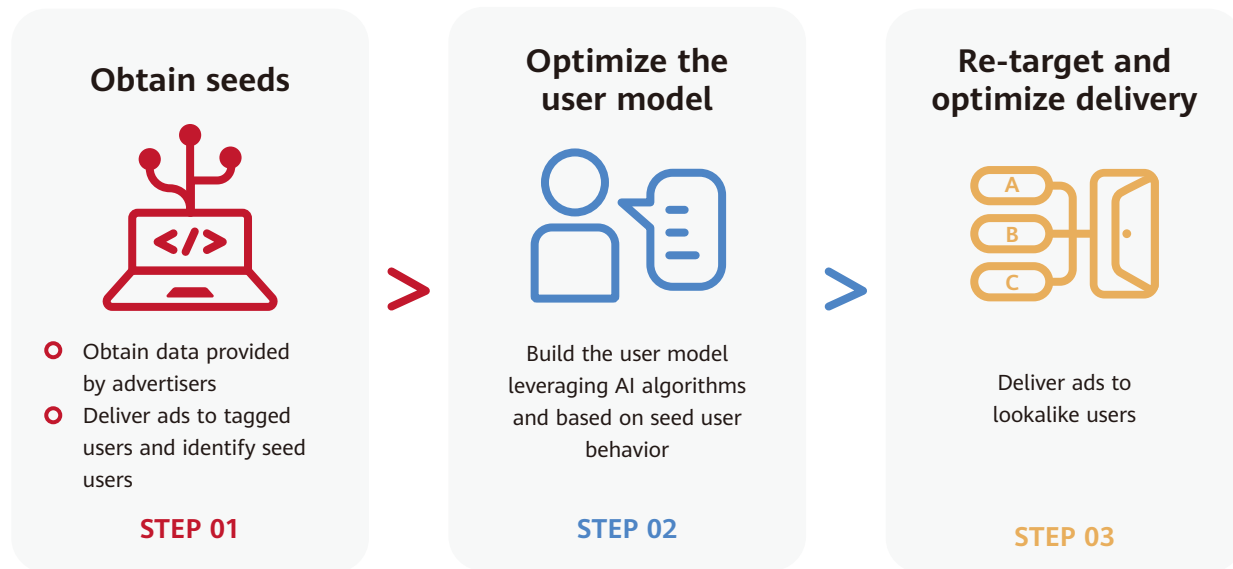 Obtain seeds
</>
Obtain data provided
by advertisers
Deliver ads to tagged
users and identify seed
users
STEP 01
Optimize the
user model
Build the user model
leveraging AI algorithms
and based on seed user
behavior
STEP 02
Re-target and
optimize delivery
A
B
C
Deliver ads to
lookalike users
STEP 03